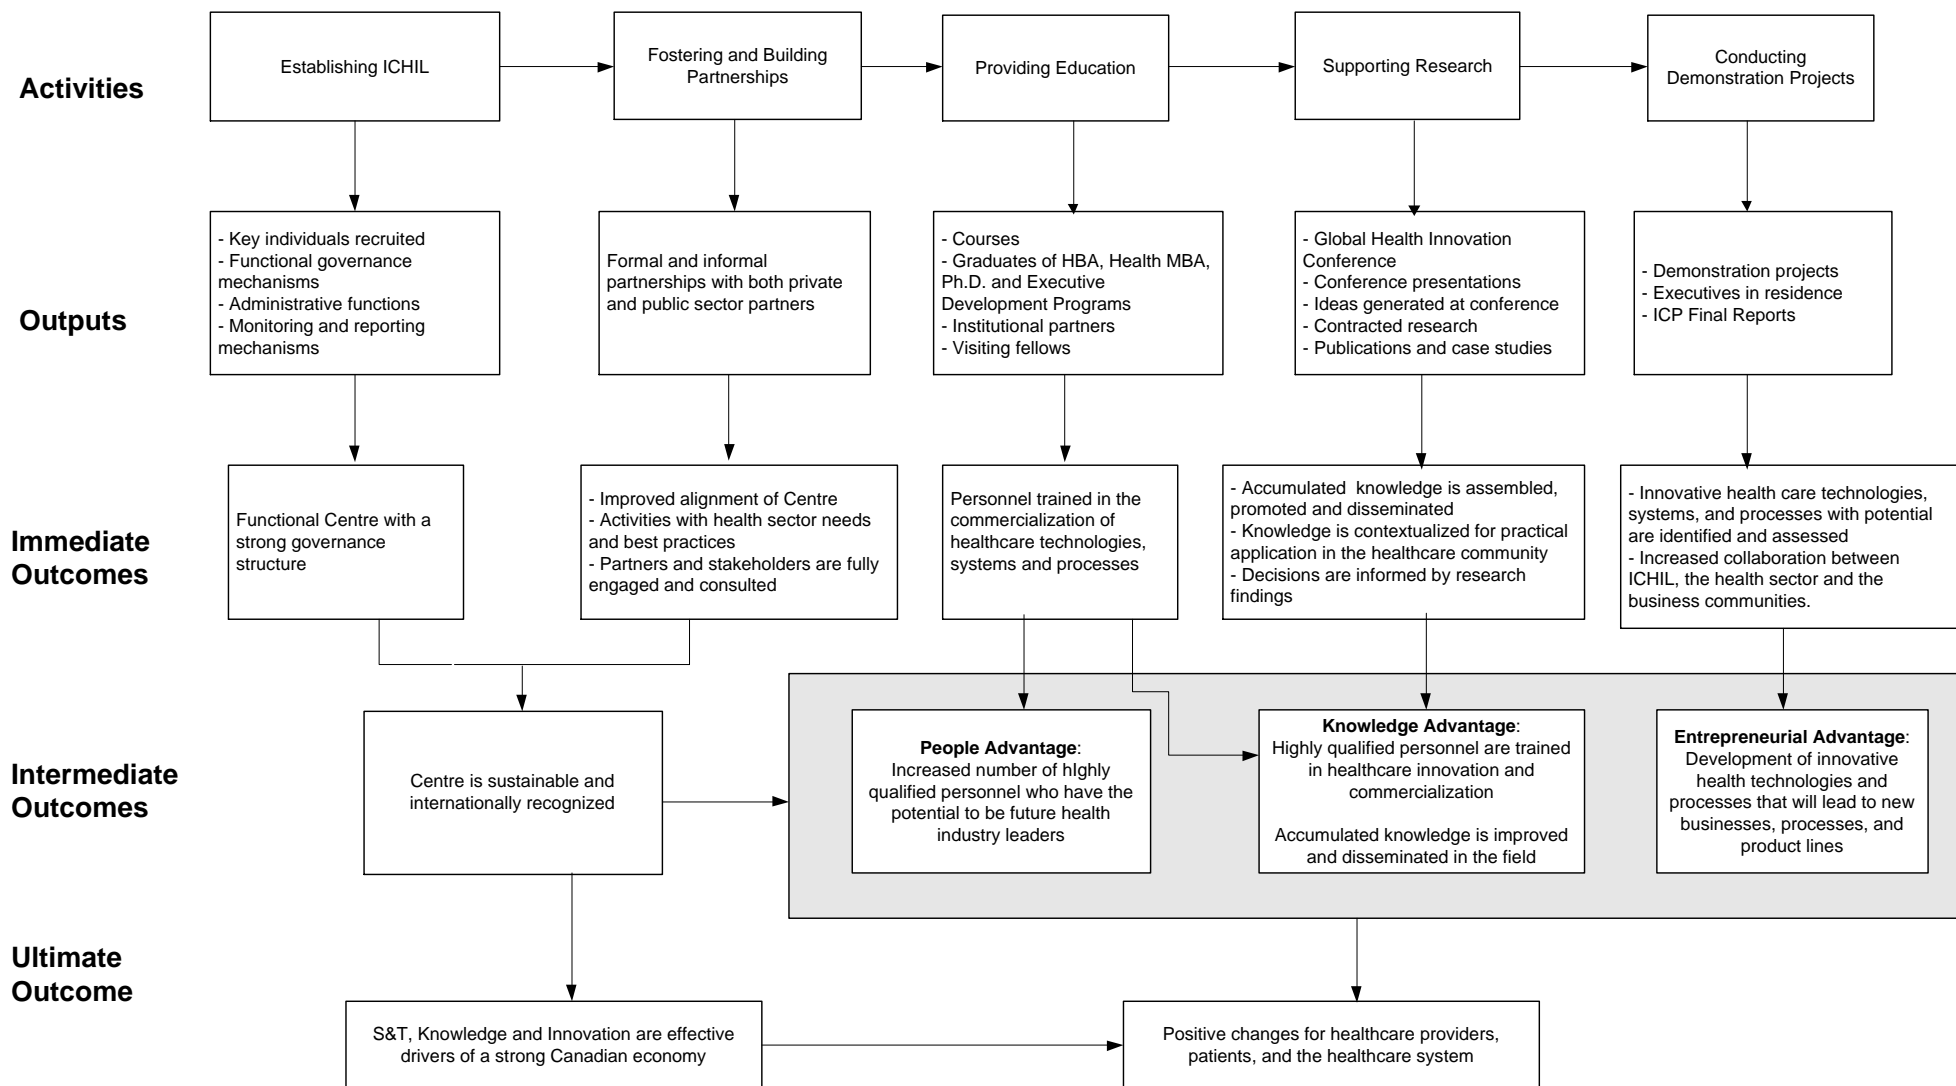 Activities
Establishing ICHIL
Fostering and Building
Partnerships
Providing Education
Supporting Research
Conducting
Demonstration Projects
Outputs
- Key individuals recruited
- Functional governance
mechanisms
- Administrative functions
- Monitoring and reporting
mechanisms
Formal and informal
partnerships with both private
and public sector partners
- Courses
- Graduates of HBA, Health MBA,
Ph.D. and Executive
Development Programs
- Institutional partners
- Visiting fellows
- Global Health Innovation
Conference
- Conference presentations
- Ideas generated at conference
- Contracted research
- Publications and case studies
- Demonstration projects
- Executives in residence
- ICP Final Reports
Immediate
Outcomes
Functional Centre with a
strong governance
structure
- Improved alignment of Centre
- Activities with health sector needs
and best practices
- Partners and stakeholders are fully
engaged and consulted
Personnel trained in the
commercialization of
healthcare technologies,
systems and processes
- Accumulated  knowledge is assembled,
promoted and disseminated
- Knowledge is contextualized for practical
application in the healthcare community
- Decisions are informed by research
findings
- Innovative health care technologies,
systems, and processes with potential
are identified and assessed
- Increased collaboration between
ICHIL, the health sector and the
business communities.
Intermediate
Outcomes
Centre is sustainable and
internationally recognized
People Advantage:
Increased number of hIghly
qualified personnel who have the
potential to be future health
industry leaders
Knowledge Advantage:
Highly qualified personnel are trained
in healthcare innovation and
commercialization
Accumulated knowledge is improved
and disseminated in the field
Entrepreneurial Advantage:
Development of innovative
health technologies and
processes that will lead to new
businesses, processes, and
product lines
Ultimate
Outcome
S&T, Knowledge and Innovation are effective
drivers of a strong Canadian economy
Positive changes for healthcare providers,
patients, and the healthcare system